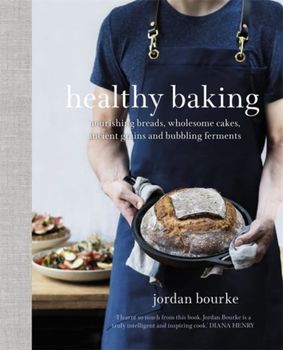 healthy baking
nourishing breads, wholesome cakes,
ancient grains and bubbling ferments
jordan bourke
'I learnt so much from this book. Jordan Bourke is a
truly intelligent and inspiring cook.' DIANA HENRY